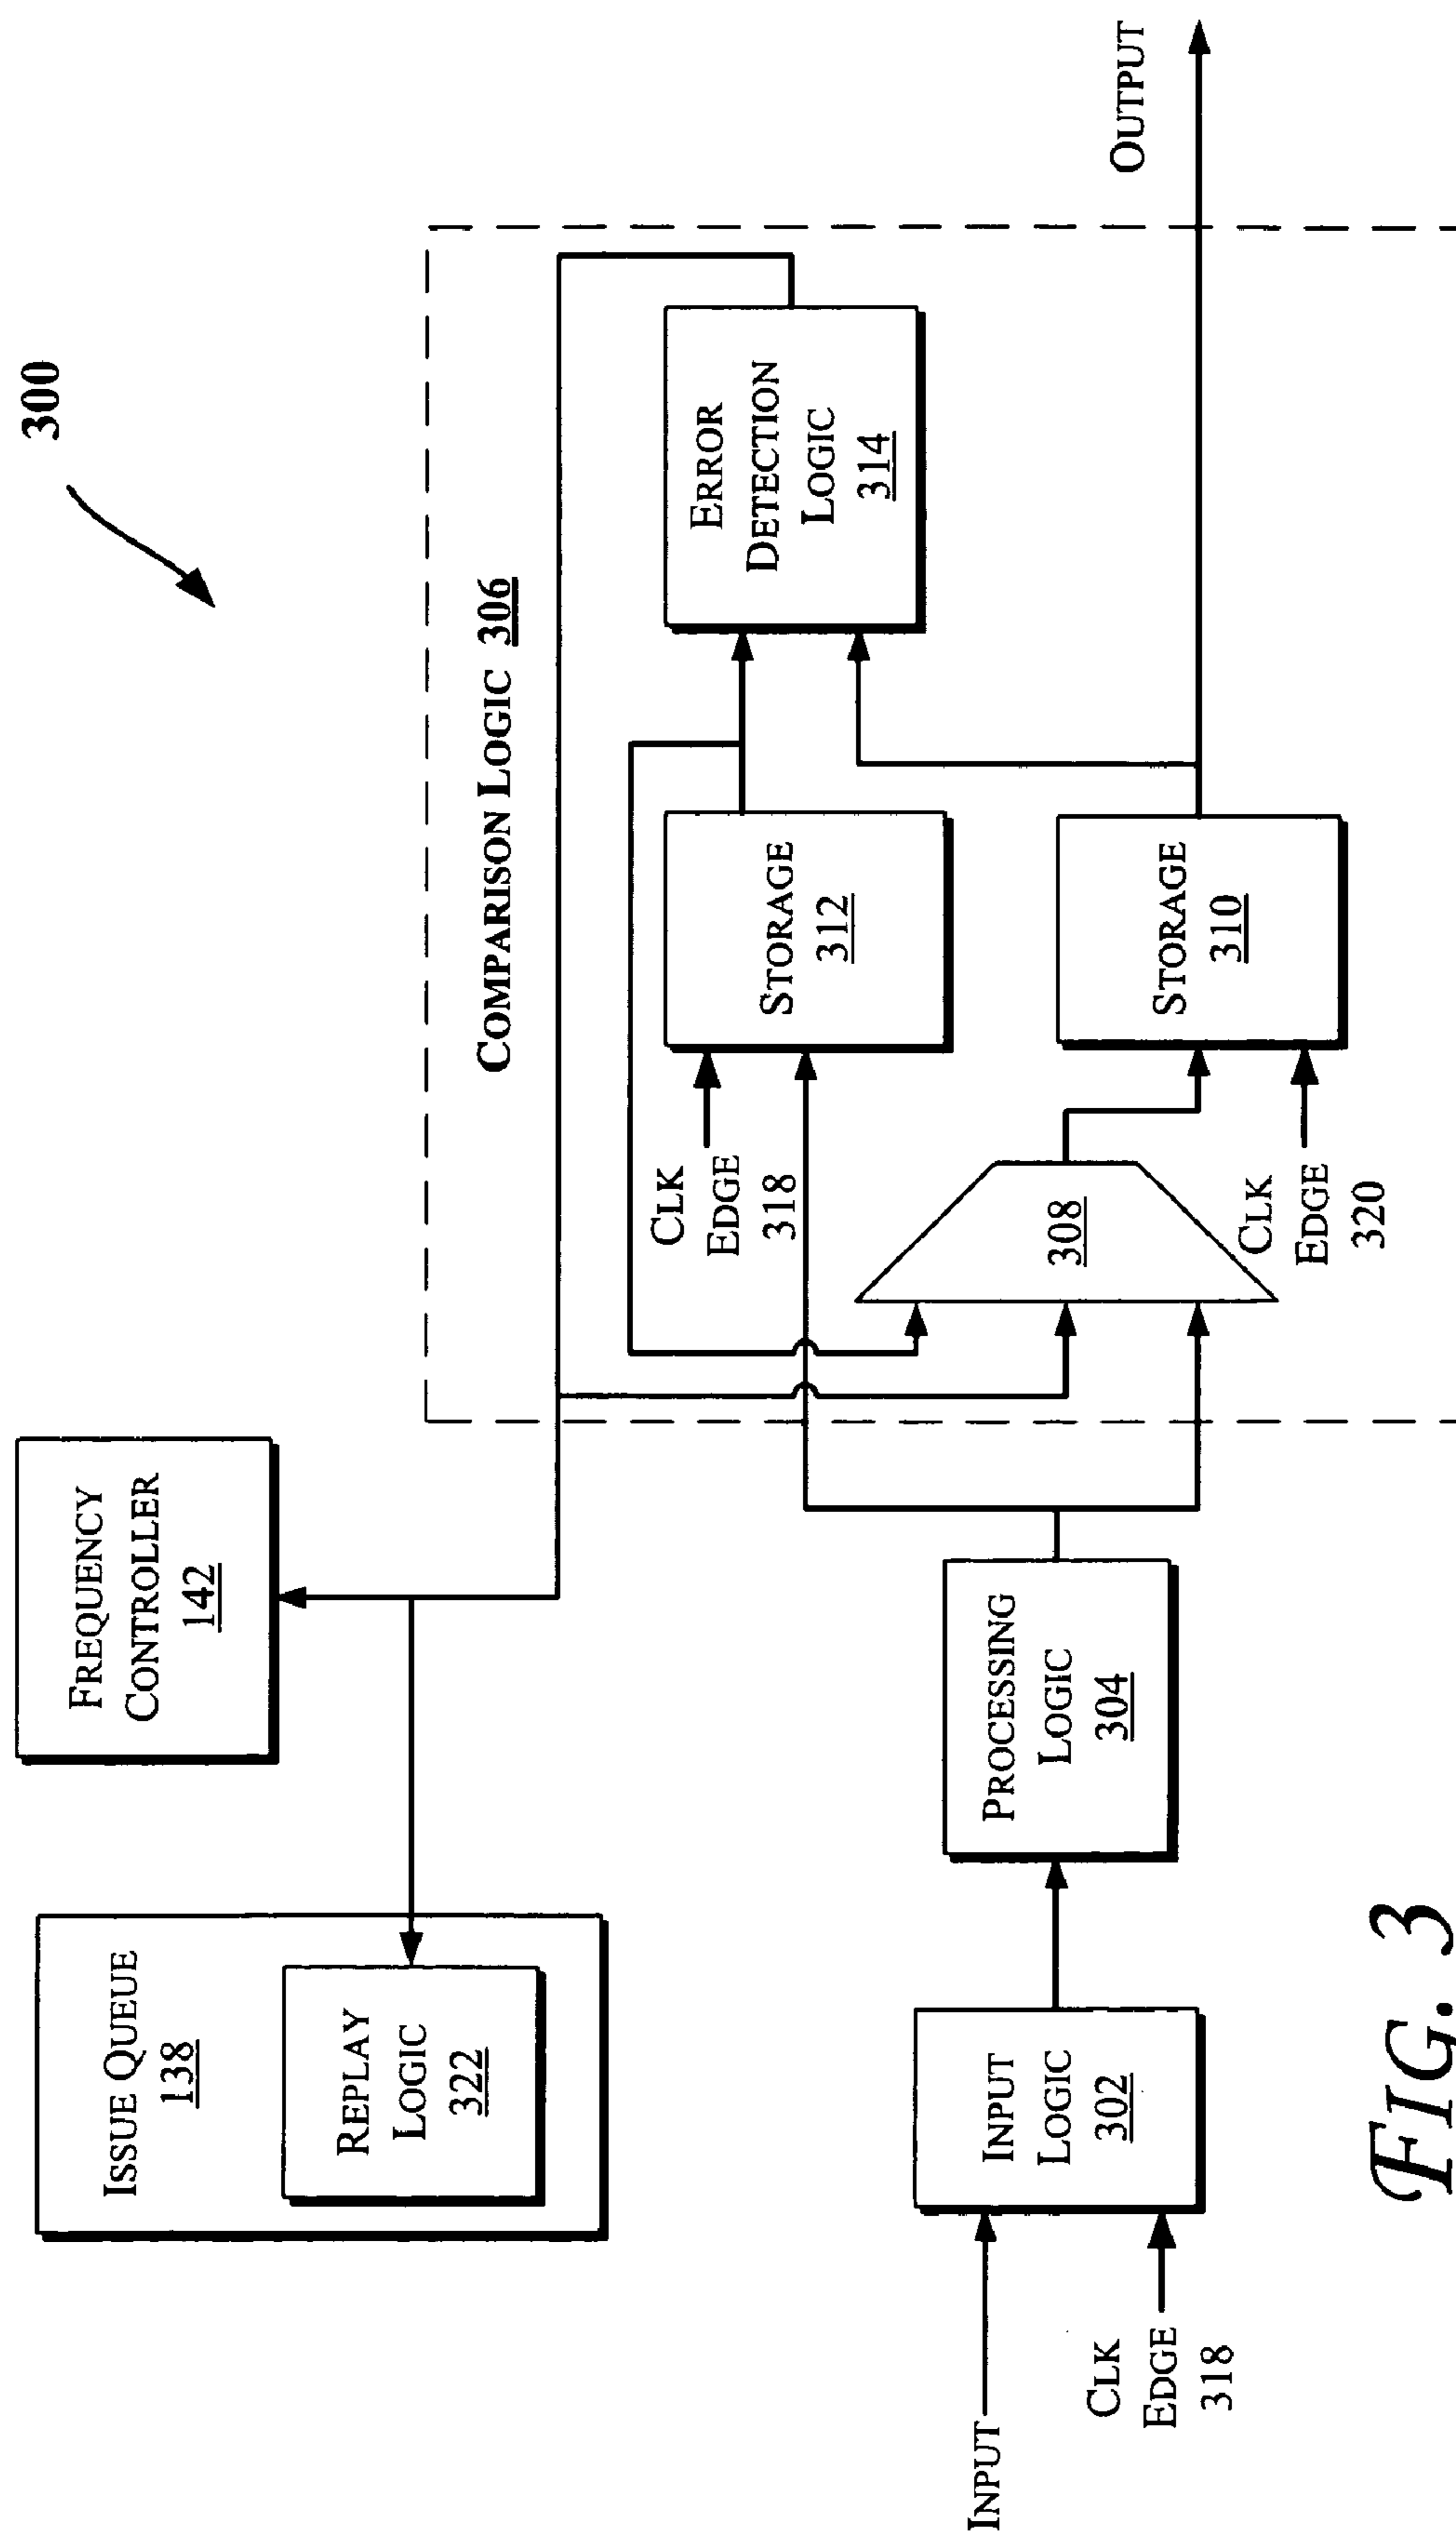 300
ISSUE QUEUE
138
REPLAY
LOGIC
322
FREQUENCY
CONTROLLER
142
COMPARISON LOGIC 306
ERROR
DETECTION
LOGIC
314
STORAGE
312
CLK
EDGE
318
308
STORAGE
310
CLK
EDGE
320
OUTPUT
PROCESSING
LOGIC
304
INPUT
LOGIC
302
INPUT
CLK
EDGE
318
FIG. 3